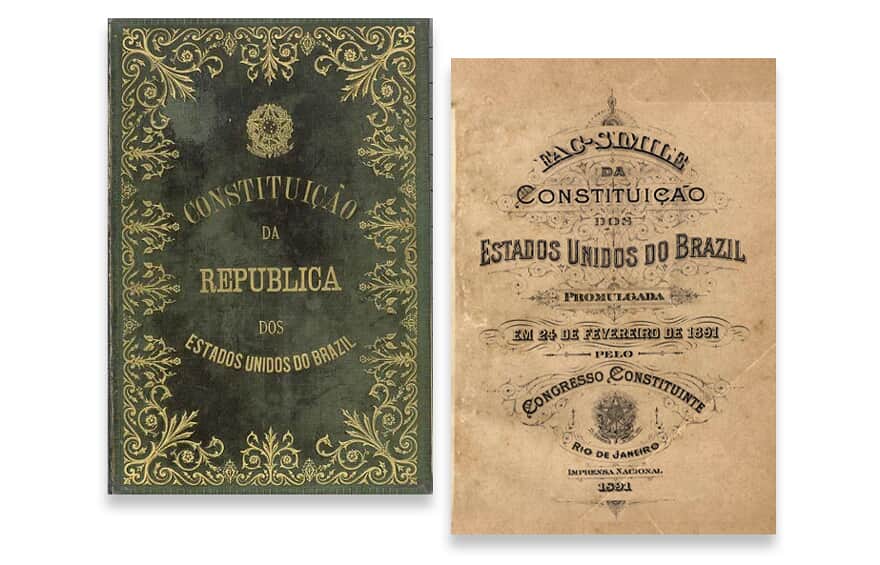 CONSTITUIÇÃO
DA
REPUBLICA
DOS
ESTADOS UNIDOS DO BRAZIL
FAC-SIMILE
DA
CONSTITUIÇÃO
DOS
ESTADOS UNIDOS DO BRAZIL
PROMULGADA
EM 24 DE FEVEREIRO DE 1891
PELO
CONGRESSO CONSTITUINTE
RIO DE JANEIRO
IMPRENSA NACIONAL
1891